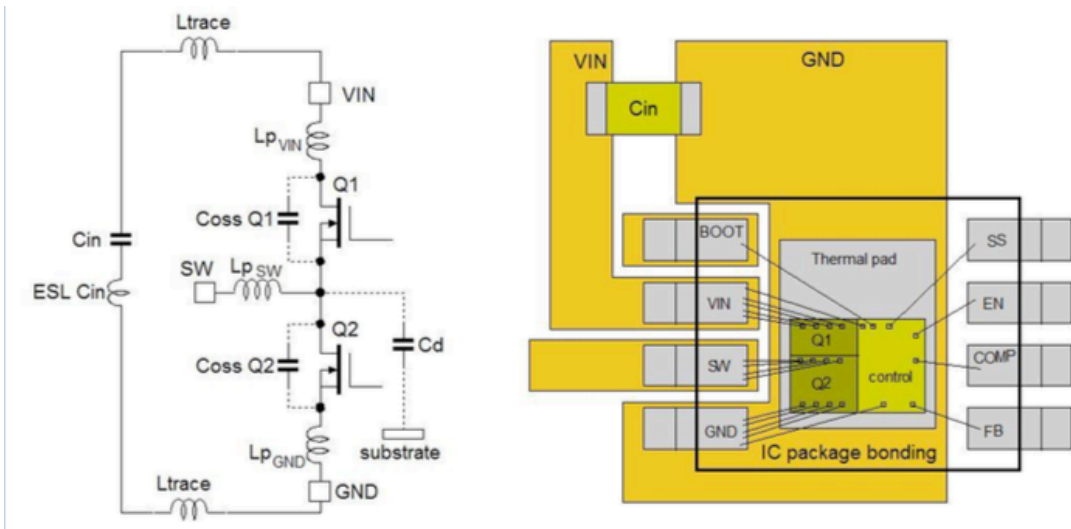 Ltrace
VIN
LpVIN
Q1
Coss Q1
Cin
SW
LpSW
ESL Cin
Q2
Coss Q2
Cd
LpGND
substrate
Ltrace
GND
VIN
GND
Cin
BOOT
SS
Thermal pad
VIN
EN
Q1
SW
COMP
Q2
control
GND
FB
IC package bonding